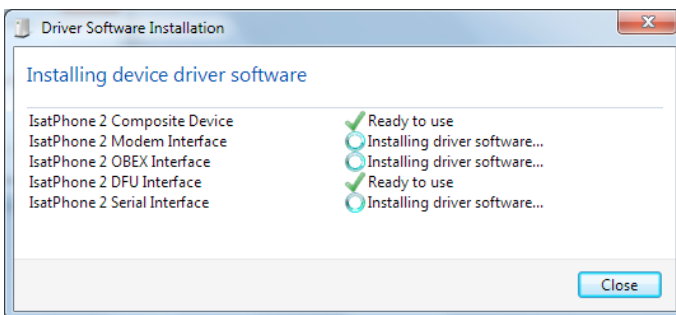 Driver Software Installation
Installing device driver software
IsatPhone 2 Composite Device Ready to use
IsatPhone 2 Modem Interface Installing driver software...
IsatPhone 2 OBEX Interface Installing driver software...
IsatPhone 2 DFU Interface Ready to use
IsatPhone 2 Serial Interface Installing driver software...
Close